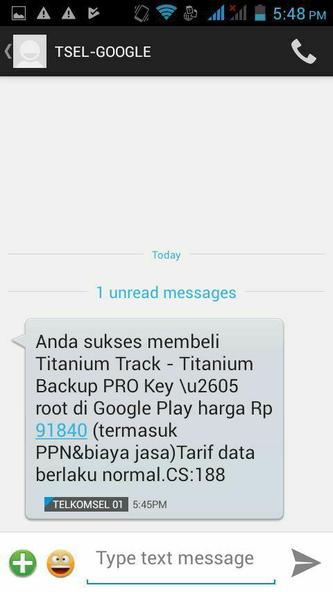 5:48 PM
TSEL-GOOGLE
Today
1 unread messages
Anda sukses membeli
Titanium Track - Titanium
Backup PRO Key \u2605
root di Google Play harga Rp
91840 (termasuk
PPN&biaya jasa)Tarif data
berlaku normal.CS:188
TELKOMSEL 01 5:45PM
Type text message